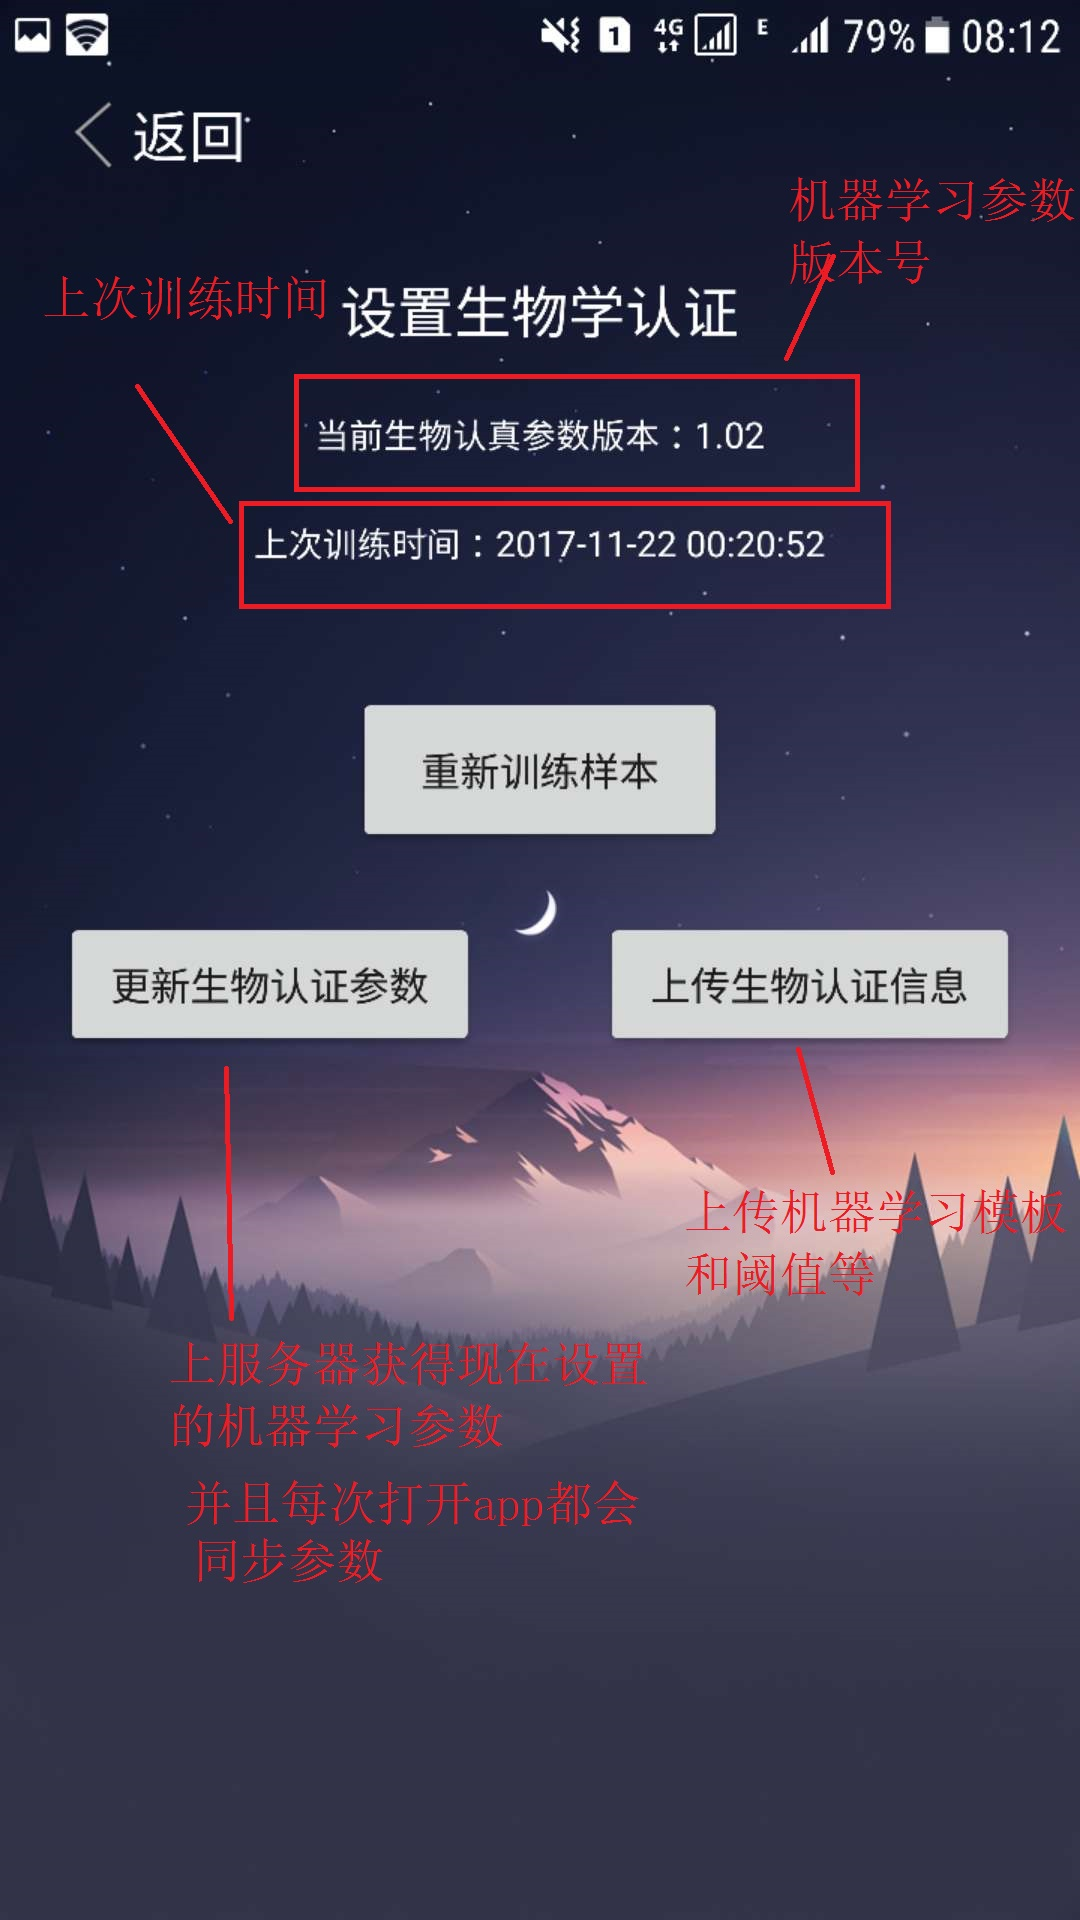 1 4G E 79% 08:12
返回
机器学习参数
版本号
上次训练时间
设置生物学认证
当前生物认真参数版本：1.02
上次训练时间：2017-11-22 00:20:52
重新训练样本
更新生物认证参数
上传生物认证信息
上传机器学习模板
和阈值等
上服务器获得现在设置
的机器学习参数
并且每次打开app都会
同步参数